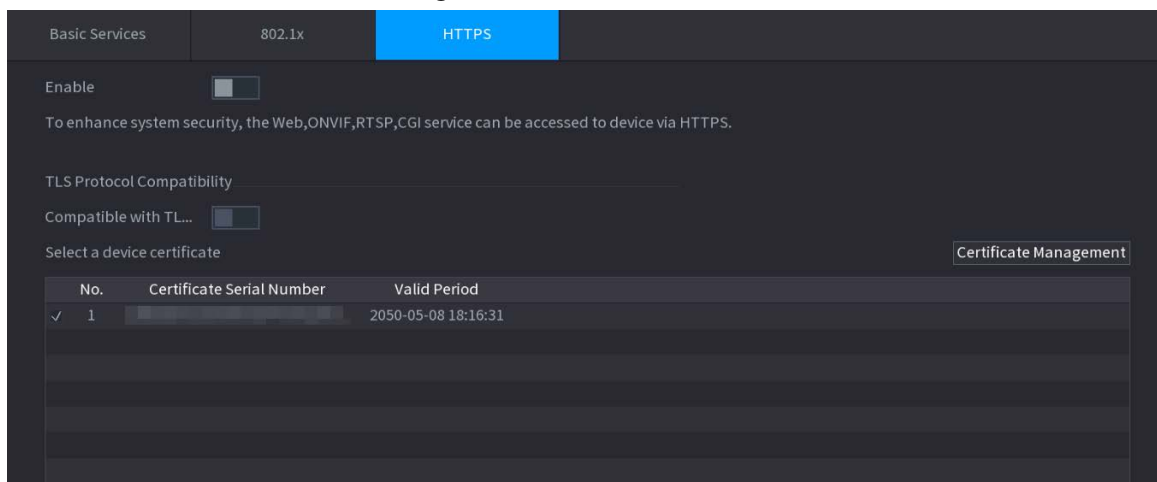 Basic Services 802.1x HTTPS
Enable
To enhance system security, the Web,ONVIF,RTSP,CGI service can be accessed to device via HTTPS.
TLS Protocol Compatibility
Compatible with TL...
Select a device certificate Certificate Management
No. Certificate Serial Number Valid Period
1 2050-05-08 18:16:31